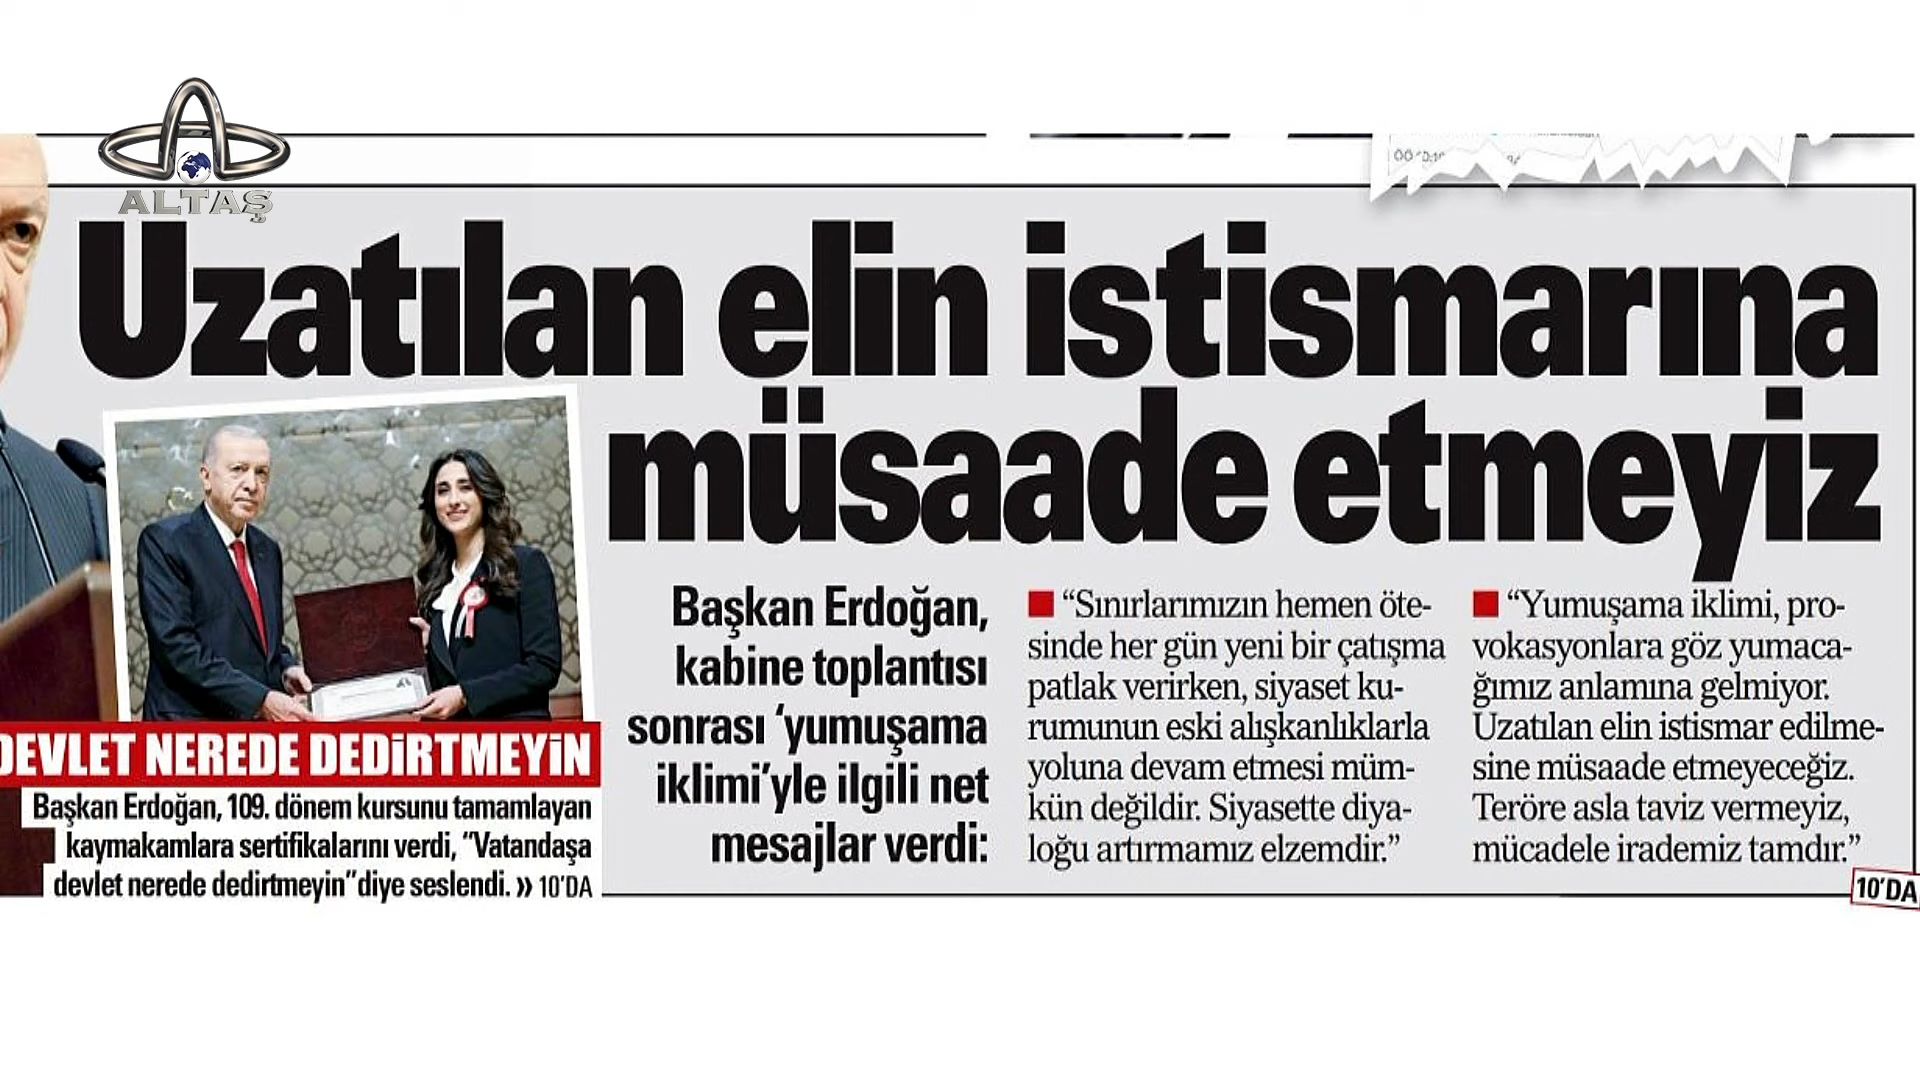 ALTAŞ
Uzatılan elin istismarına
müsaade etmeyiz
DEVLET NEREDE DEDİRTMEYİN
Başkan Erdoğan, 109. dönem kursunu tamamlayan
kaymakamlara sertifikalarını verdi, “Vatandaşa
devlet nerede dedirtmeyin” diye seslendi. » 10’DA
Başkan Erdoğan,
kabine toplantısı
sonrası ‘yumuşama
iklimi’yle ilgili net
mesajlar verdi:
“Sınırlarımızın hemen öte-
sinde her gün yeni bir çatışma
patlak verirken, siyaset ku-
rumunun eski alışkanlıklarla
yoluna devam etmesi müm-
kün değildir. Siyasette diya-
loğu artırmamız elzemdir.”
“Yumuşama iklimi, pro-
vokasyonlara göz yumaca-
ğımız anlamına gelmiyor.
Uzatılan elin istismar edilme-
sine müsaade etmeyeceğiz.
Teröre asla taviz vermeyiz,
mücadele irademiz tamdır.”
10’DA